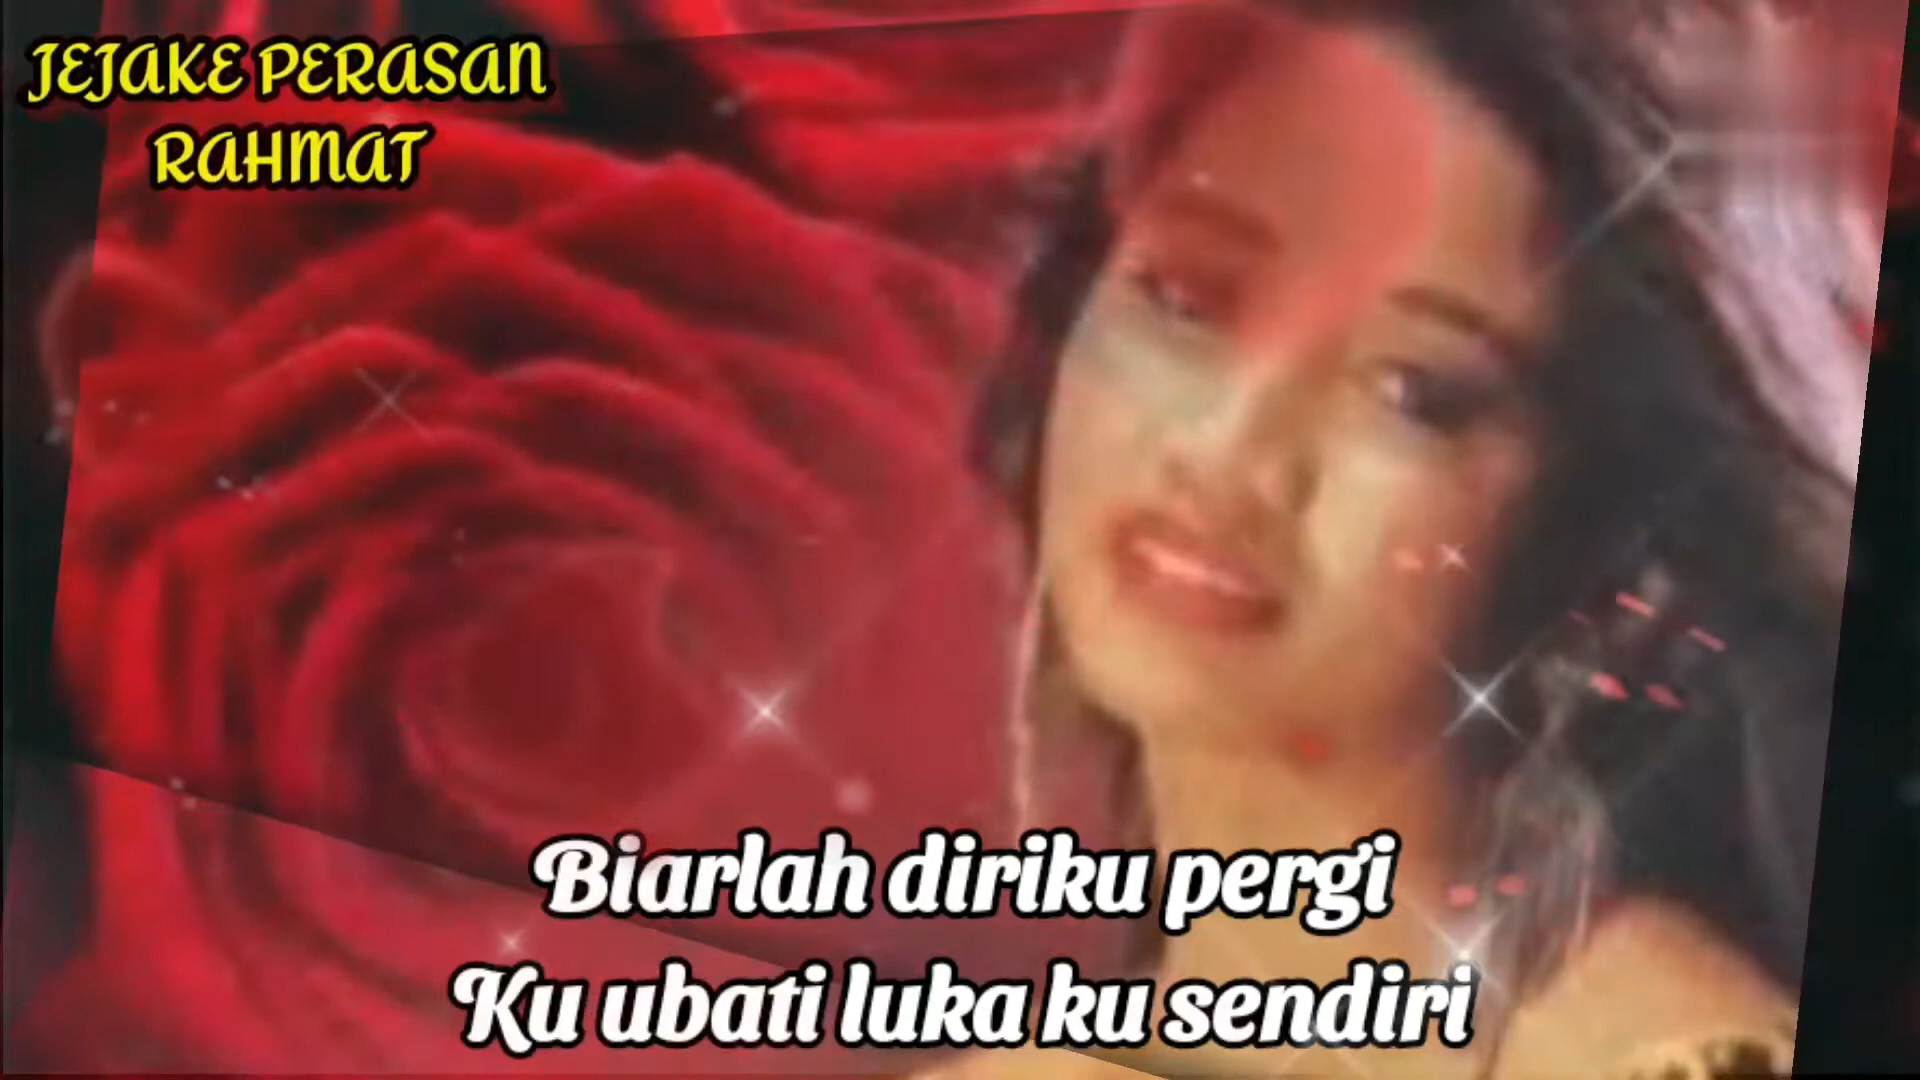 JEJAKE PERASAN
RAHMAT
Biarlah diriku pergi
Ku ubati luka ku sendiri